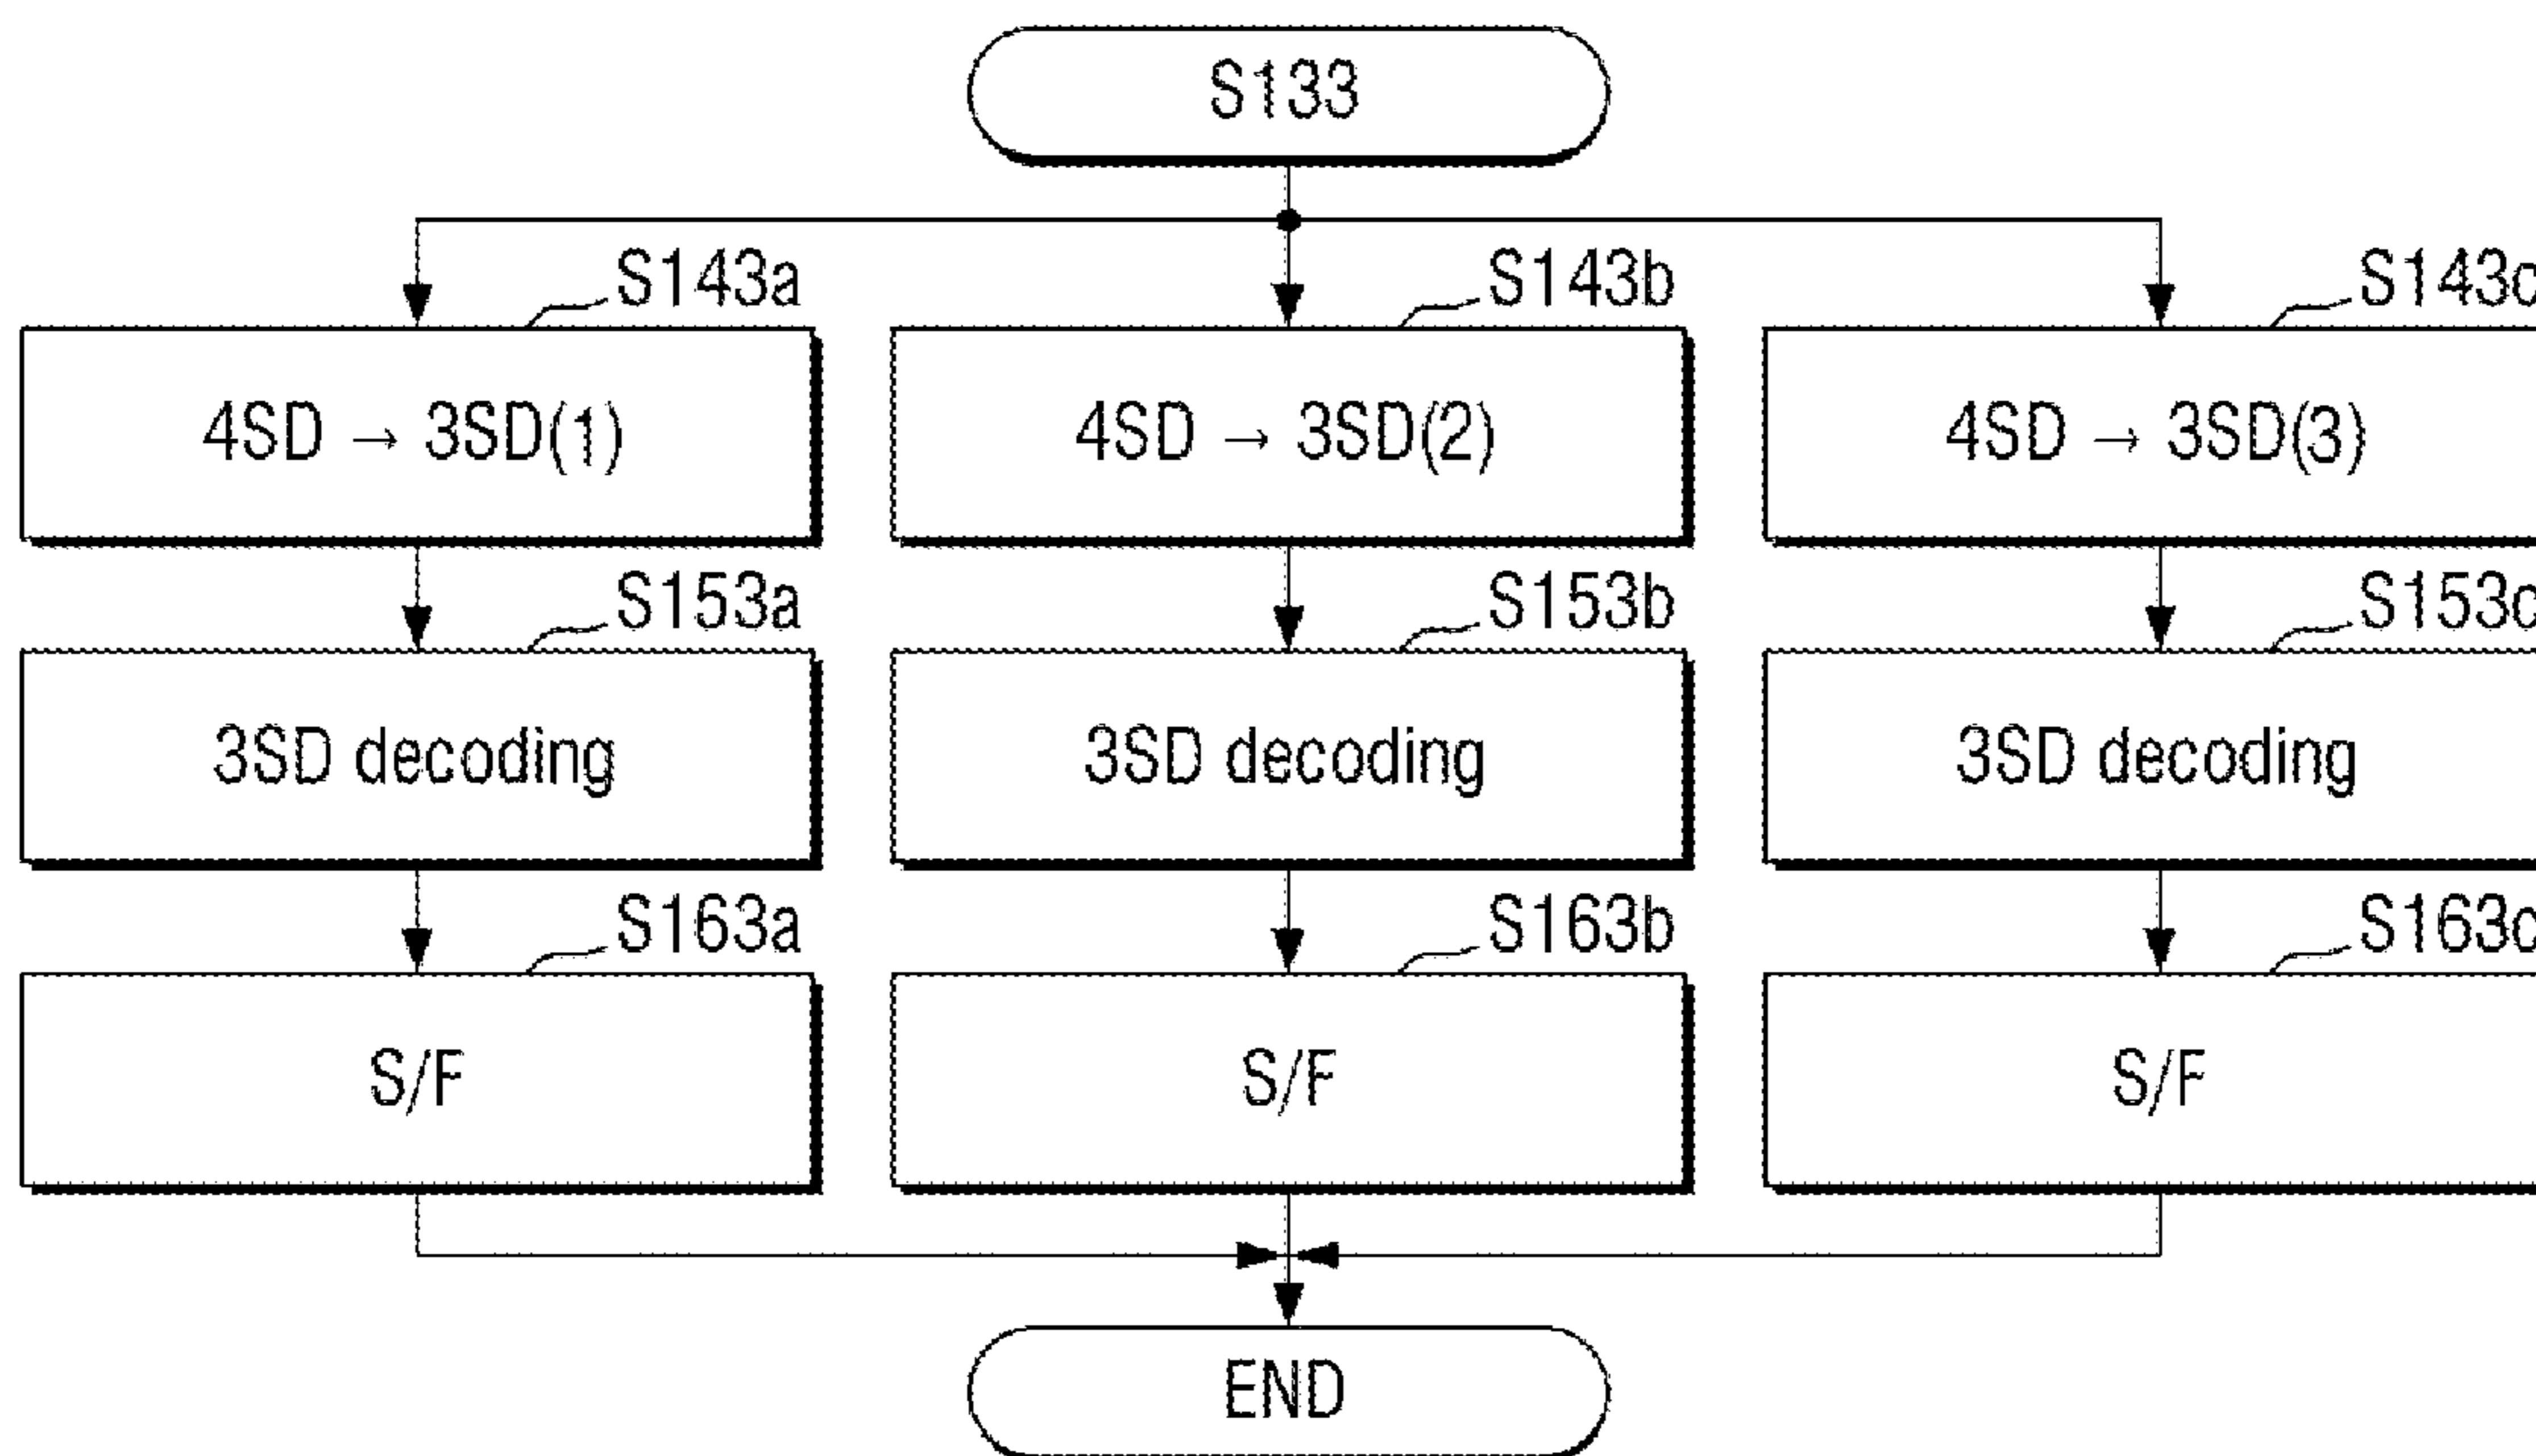 S133
S143a
S143b
S143c
4SD → 3SD(1)
4SD → 3SD(2)
4SD → 3SD(3)
S153a
S153b
S153c
3SD decoding
3SD decoding
3SD decoding
S163a
S163b
S163c
S/F
S/F
S/F
END